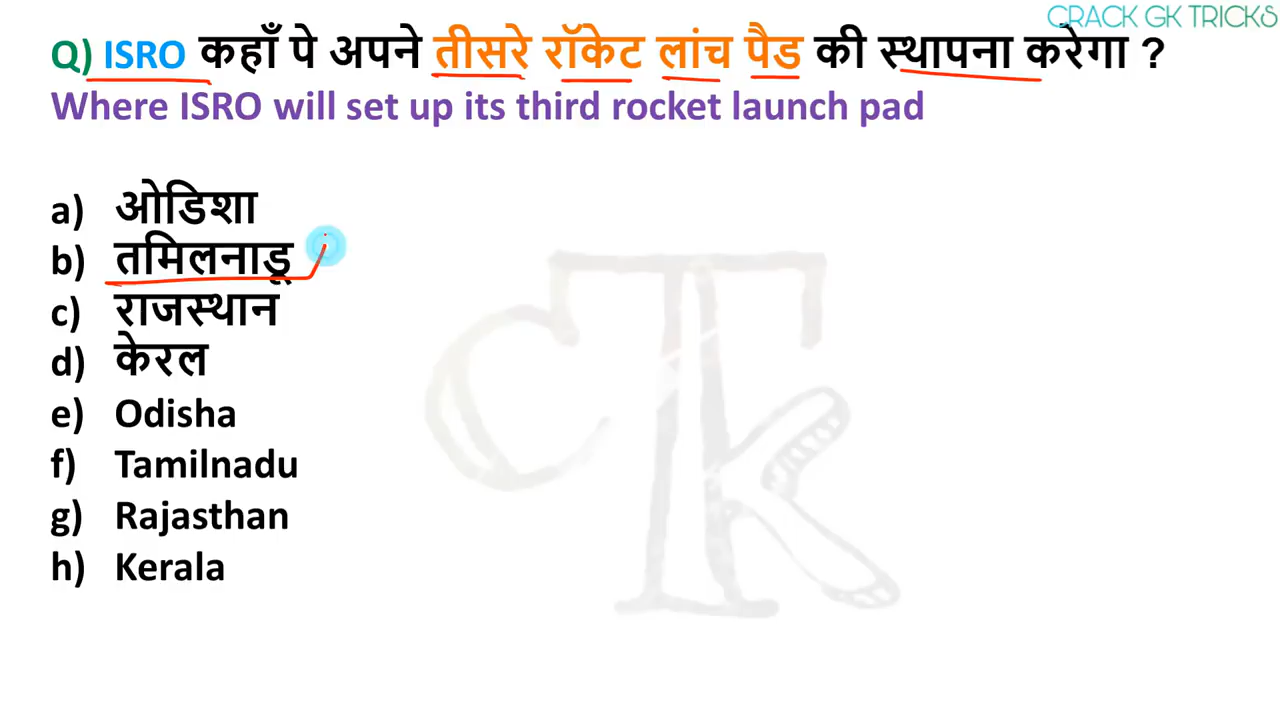 CRACK GK TRICKS
Q) ISRO कहाँ पे अपने तीसरे रॉकेट लांच पैड की स्थापना करेगा ?
Where ISRO will set up its third rocket launch pad
a) ओडिशा
b) तमिलनाडू
c) राजस्थान
d) केरल
e) Odisha
f) Tamilnadu
g) Rajasthan
h) Kerala
cTk